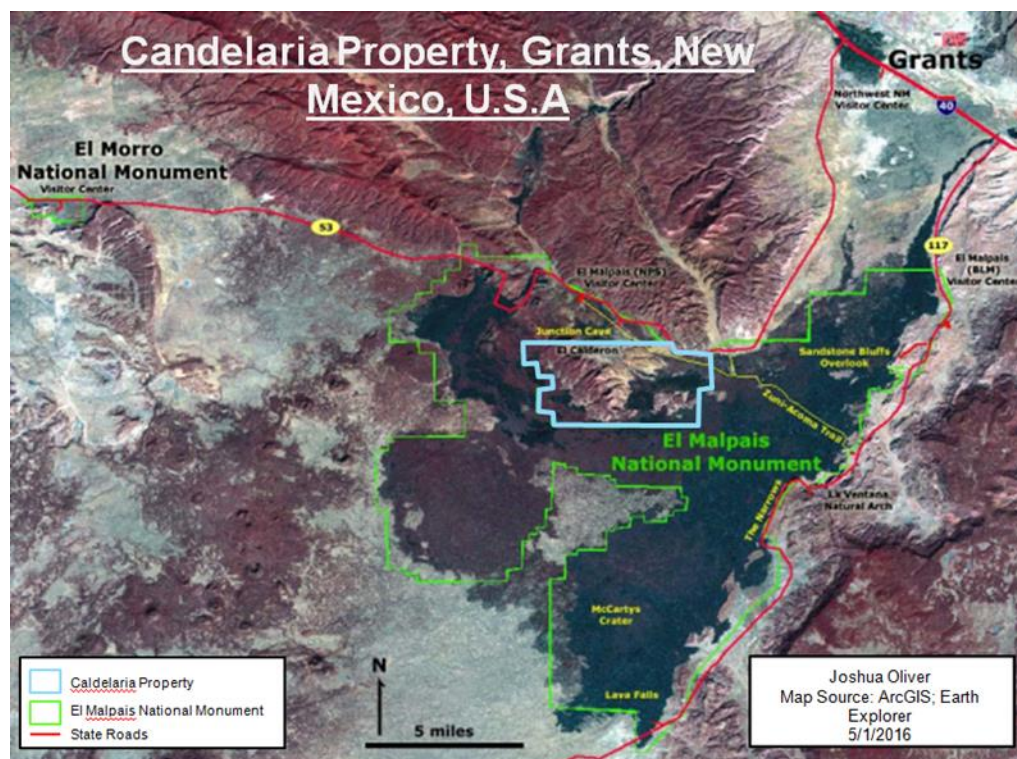 Candelaria Property, Grants, New
Mexico, U.S.A
Grants
Northwest NM
Visitor Center
40
El Morro
National Monument
Visitor Center
53
117
El Malpais
(BLM)
Visitor Center
El Malpais (NPS)
Visitor Center
Junction Cave
El Calderon
Sandstone Bluffs
Overlook
Zuni-Acoma Trail
El Malpais
National Monument
La Ventana
Natural Arch
The Narrows
McCartys
Crater
Lava Falls
N
5 miles
Caldelaria Property
El Malpais National Monument
State Roads
Joshua Oliver
Map Source: ArcGIS; Earth
Explorer
5/1/2016